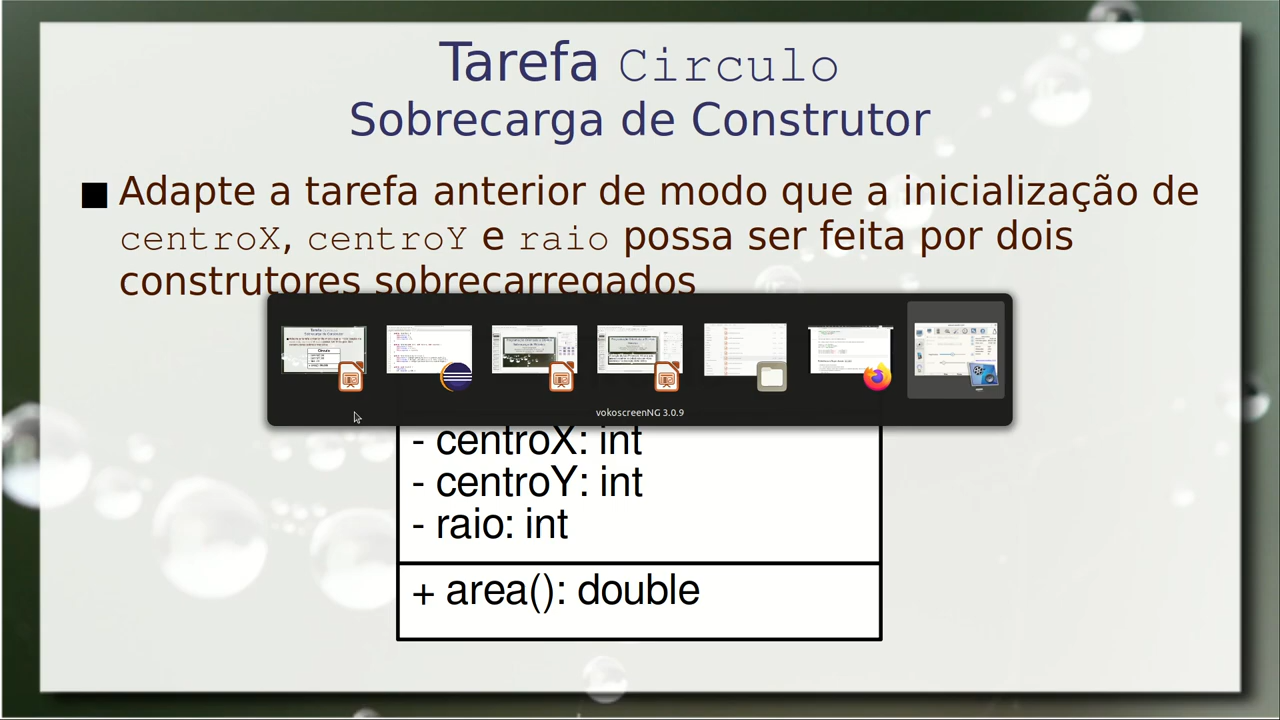 Tarefa Circulo
Sobrecarga de Construtor
Adapte a tarefa anterior de modo que a inicialização de
centroX, centroY e raio possa ser feita por dois
construtores sobrecarregados
vokoscreenNG 3.0.9
- centroX: int
- centroY: int
- raio: int
+ area(): double